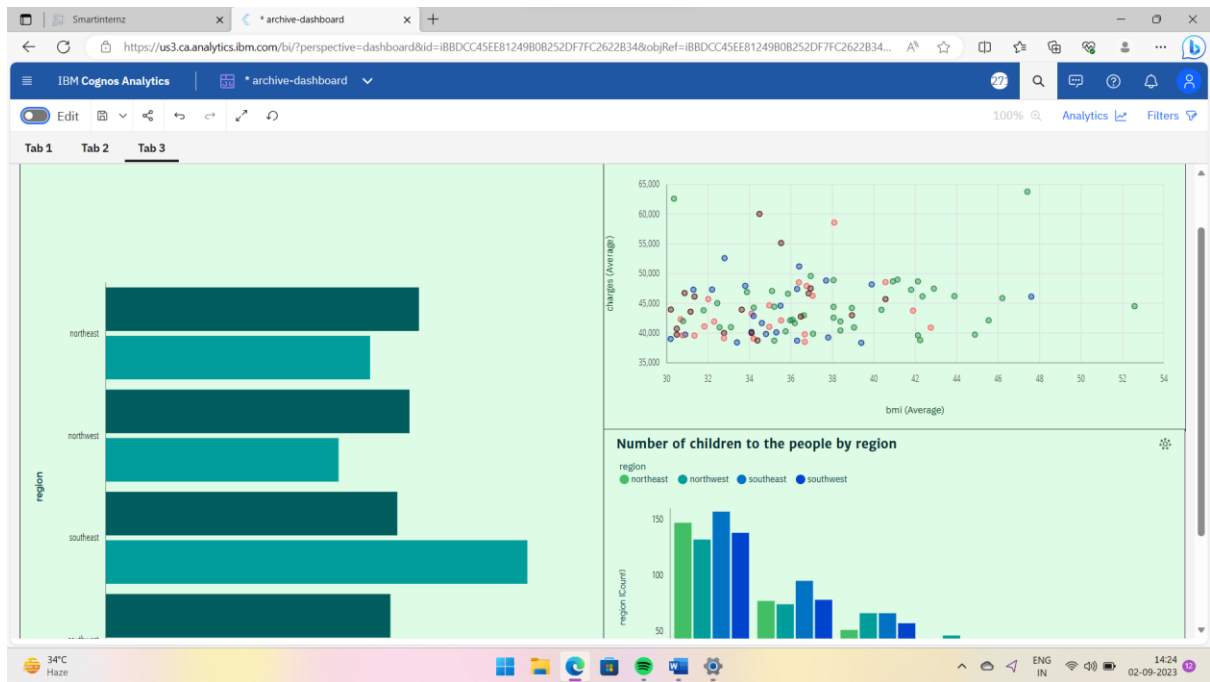 Smartinternz
* archive-dashboard
https://us3.ca.analytics.ibm.com/bi/?perspective=dashboard&id=iBBDCC45EE81249B0B252DF7FC2622B34&objRef=iBBDCC45EE81249B0B252DF7FC2622B34...
IBM Cognos Analytics
* archive-dashboard
Edit
100%
Analytics
Filters
Tab 1 Tab 2 Tab 3
region
northeast
northwest
southeast
charges (Average)
65,000
60,000
55,000
50,000
45,000
40,000
35,000
30 32 34 36 38 40 42 44 46 48 50 52 54
bmi (Average)
Number of children to the people by region
region
northeast northwest southeast southwest
region (Count)
150
100
50
34°C
Haze
ENG
IN
14:24
02-09-2023
12